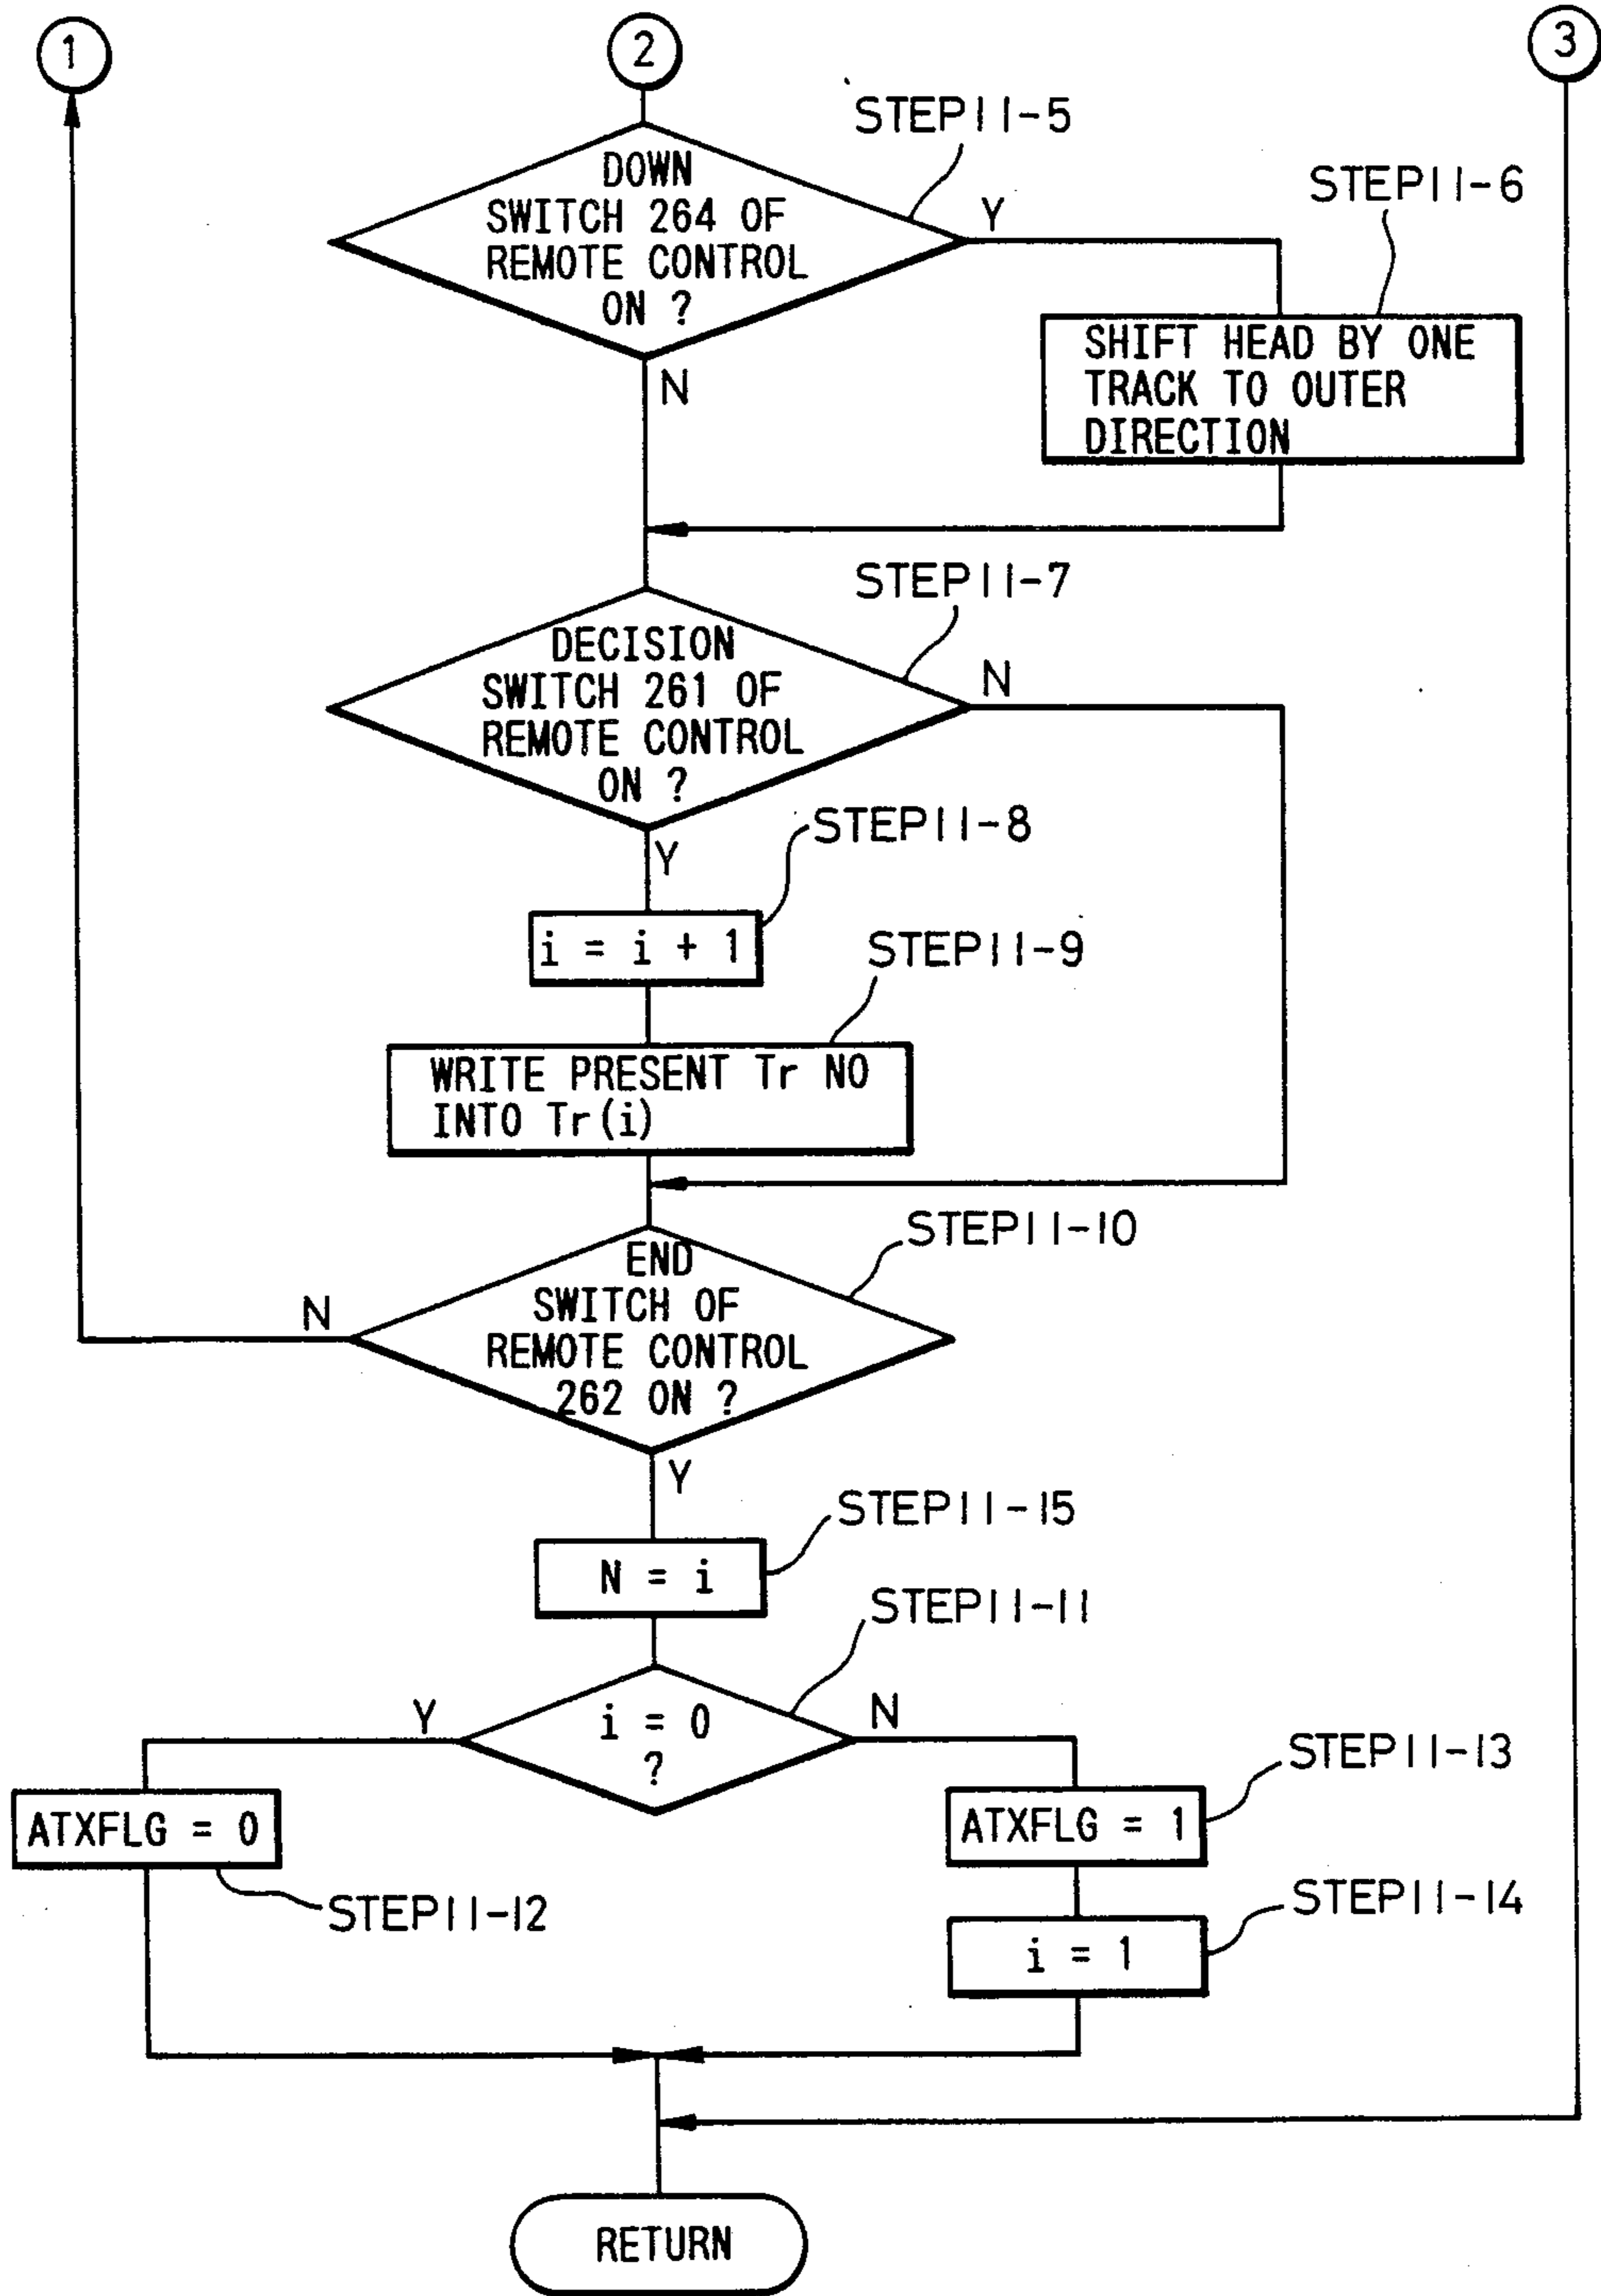 1
2
3
STEP11-5
DOWN
SWITCH 264 OF
REMOTE CONTROL
ON ?
Y
N
STEP11-6
SHIFT HEAD BY ONE
TRACK TO OUTER
DIRECTION
STEP11-7
DECISION
SWITCH 261 OF
REMOTE CONTROL
ON ?
N
Y
STEP11-8
i = i + 1
STEP11-9
WRITE PRESENT Tr NO
INTO Tr(i)
STEP11-10
END
SWITCH OF
REMOTE CONTROL
262 ON ?
N
Y
STEP11-15
N = i
STEP11-11
i = 0
?
Y
N
STEP11-13
ATXFLG = 0
ATXFLG = 1
STEP11-12
STEP11-14
i = 1
RETURN